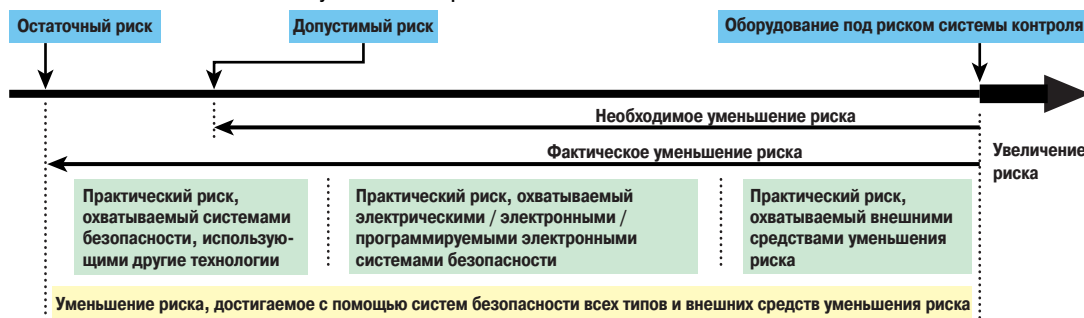 Остаточный риск
Допустимый риск
Оборудование под риском системы контроля
Необходимое уменьшение риска
Фактическое уменьшение риска
Увеличение
риска
Практический риск,
охватываемый системами
безопасности, использую-
щими другие технологии
Практический риск, охватываемый
электрическими / электронными /
программируемыми электронными
системами безопасности
Практический риск,
охватываемый внешними
средствами уменьшения
риска
Уменьшение риска, достигаемое с помощью систем безопасности всех типов и внешних средств уменьшения риска